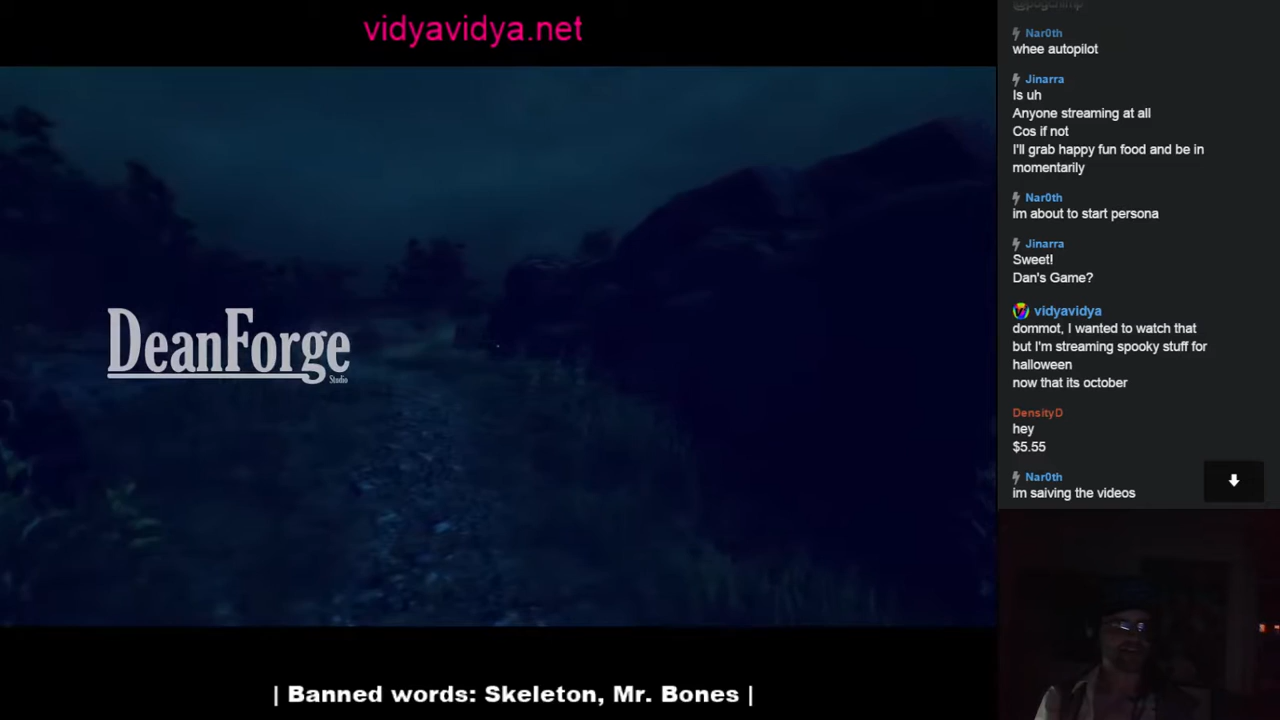 vidyavidya.net
DeanForge
Studio
| Banned words: Skeleton, Mr. Bones |
Nar0th
whee autopilot
Jinarra
Is uh
Anyone streaming at all
Cos if not
I'll grab happy fun food and be in
momentarily
Nar0th
im about to start persona
Jinarra
Sweet!
Dan's Game?
vidyavidya
dommot, I wanted to watch that
but I'm streaming spooky stuff for
halloween
now that its october
DensityD
hey
$5.55
Nar0th
im saiving the videos